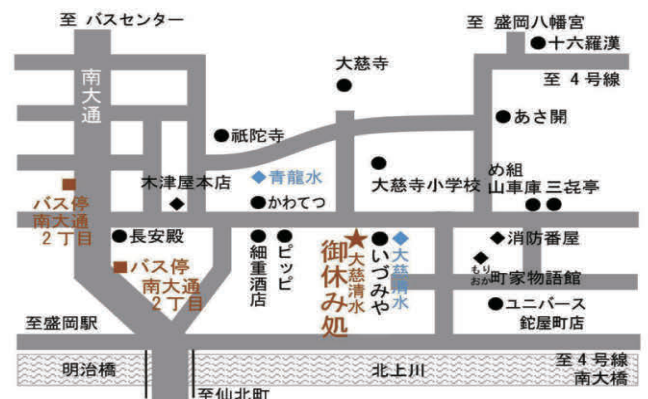 至 バスセンター
至 盛岡八幡宮
十六羅漢
大慈寺
至 4号線
南大通
あさ開
祇陀寺
木津屋本店
青龍水
大慈寺小学校
め組
山車庫
三㐂亭
バス停
南大通
2丁目
かわてつ
長安殿
細重酒店
ピッピ
御休み処
大慈清水
いづみや
大慈清水
消防番屋
もりおか
町家物語館
バス停
南大通
2丁目
ユニバース
鉈屋町店
至盛岡駅
明治橋
北上川
至4号線
南大橋
至仙北町